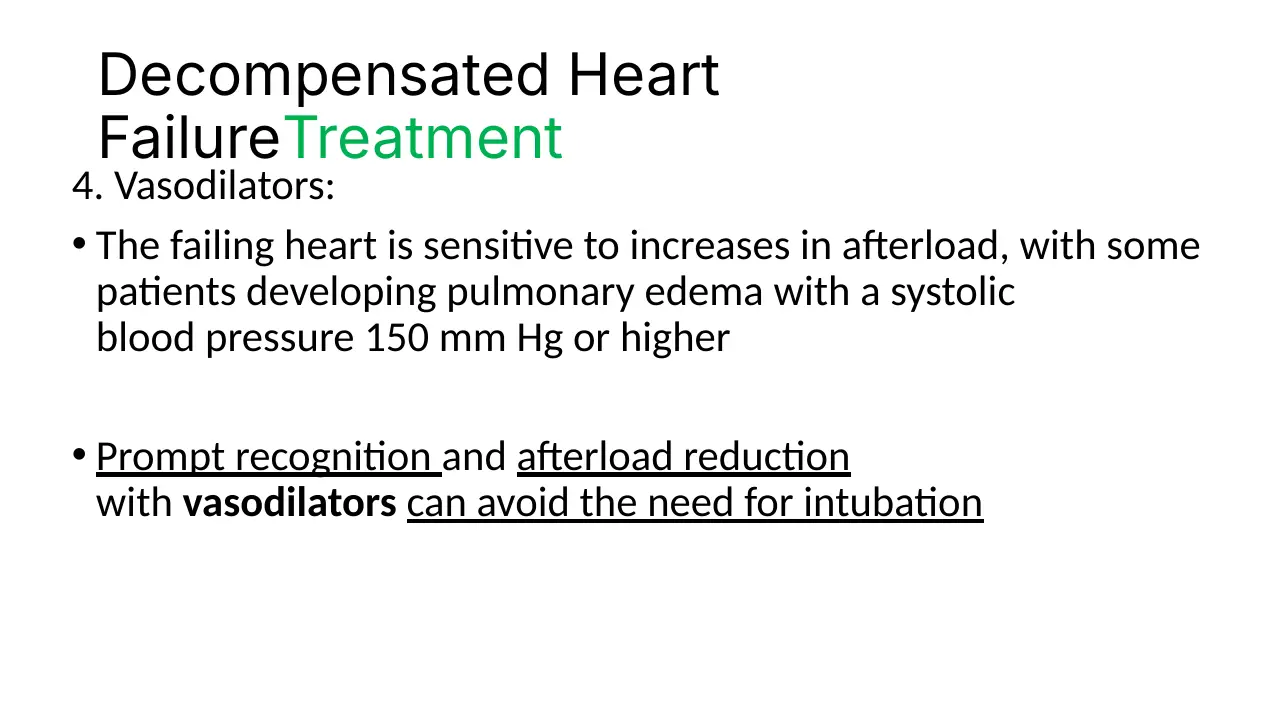 Decompensated Heart
FailureTreatment
4. Vasodilators:
• The failing heart is sensitive to increases in afterload, with some
patients developing pulmonary edema with a systolic
blood pressure 150 mm Hg or higher
• Prompt recognition and afterload reduction
with vasodilators can avoid the need for intubation